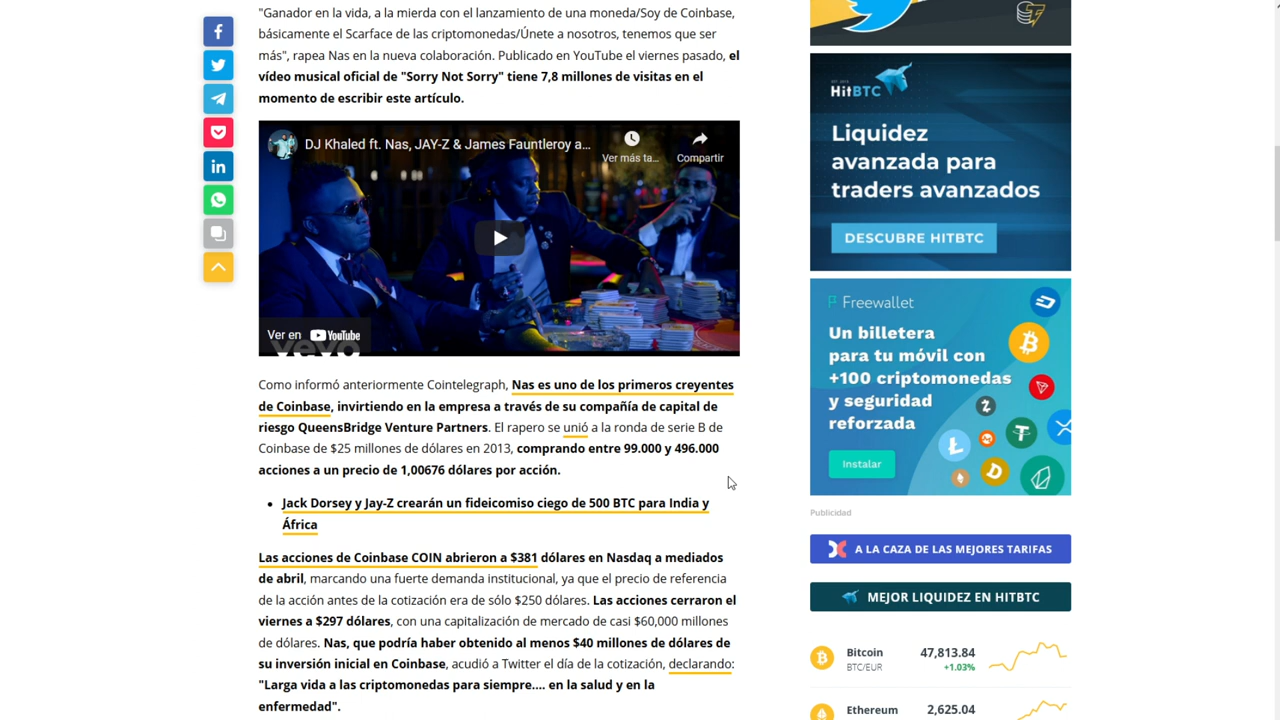 "Ganador en la vida, a la mierda con el lanzamiento de una moneda/Soy de Coinbase,
básicamente el Scarface de las criptomonedas/Únete a nosotros, tenemos que ser
más", rapea Nas en la nueva colaboración. Publicado en YouTube el viernes pasado, el
vídeo musical oficial de "Sorry Not Sorry" tiene 7,8 millones de visitas en el
momento de escribir este artículo.
DJ Khaled ft. Nas, JAY-Z & James Fauntleroy a...
Ver más ta...
Compartir
Ver en YouTube
vevo
Como informó anteriormente Cointelegraph, Nas es uno de los primeros creyentes
de Coinbase, invirtiendo en la empresa a través de su compañía de capital de
riesgo QueensBridge Venture Partners. El rapero se unió a la ronda de serie B de
Coinbase de $25 millones de dólares en 2013, comprando entre 99.000 y 496.000
acciones a un precio de 1,00676 dólares por acción.
Jack Dorsey y Jay-Z crearán un fideicomiso ciego de 500 BTC para India y
África
Las acciones de Coinbase COIN abrieron a $381 dólares en Nasdaq a mediados
de abril, marcando una fuerte demanda institucional, ya que el precio de referencia
de la acción antes de la cotización era de sólo $250 dólares. Las acciones cerraron el
viernes a $297 dólares, con una capitalización de mercado de casi $60,000 millones
de dólares. Nas, que podría haber obtenido al menos $40 millones de dólares de
su inversión inicial en Coinbase, acudió a Twitter el día de la cotización, declarando:
"Larga vida a las criptomonedas para siempre.... en la salud y en la
enfermedad".
HitBTC
Liquidez
avanzada para
traders avanzados
DESCUBRE HITBTC
Freewallet
Un billetera
para tu móvil con
+100 criptomonedas
y seguridad
reforzada
Instalar
Publicidad
A LA CAZA DE LAS MEJORES TARIFAS
MEJOR LIQUIDEZ EN HITBTC
Bitcoin 47,813.84
BTC/EUR +1.03%
Ethereum 2,625.04